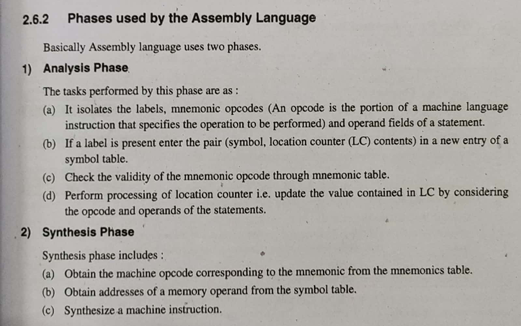 2.6.2 Phases used by the Assembly Language
Basically Assembly language uses two phases.
1) Analysis Phase
The tasks performed by this phase are as :
(a) It isolates the labels, mnemonic opcodes (An opcode is the portion of a machine language
instruction that specifies the operation to be performed) and operand fields of a statement.
(b) If a label is present enter the pair (symbol, location counter (LC) contents) in a new entry of a
symbol table.
(c) Check the validity of the mnemonic opcode through mnemonic table.
(d) Perform processing of location counter i.e. update the value contained in LC by considering
the opcode and operands of the statements.
2) Synthesis Phase
Synthesis phase includes :
(a) Obtain the machine opcode corresponding to the mnemonic from the mnemonics table.
(b) Obtain addresses of a memory operand from the symbol table.
(c) Synthesize a machine instruction.